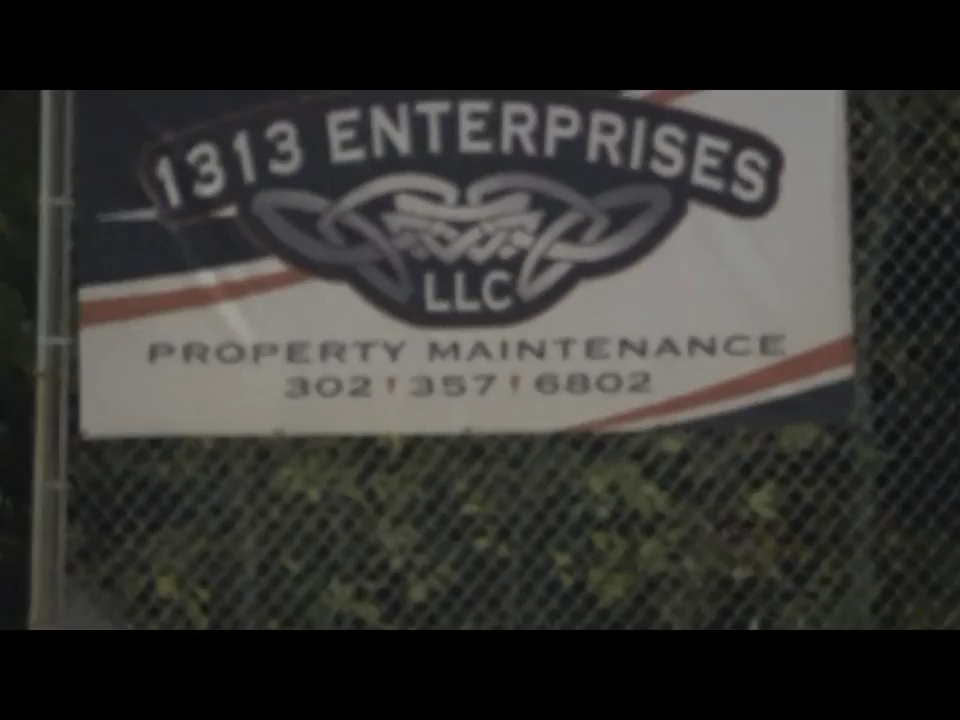 1313 ENTERPRISES
LLC
PROPERTY MAINTENANCE
302 357 6802